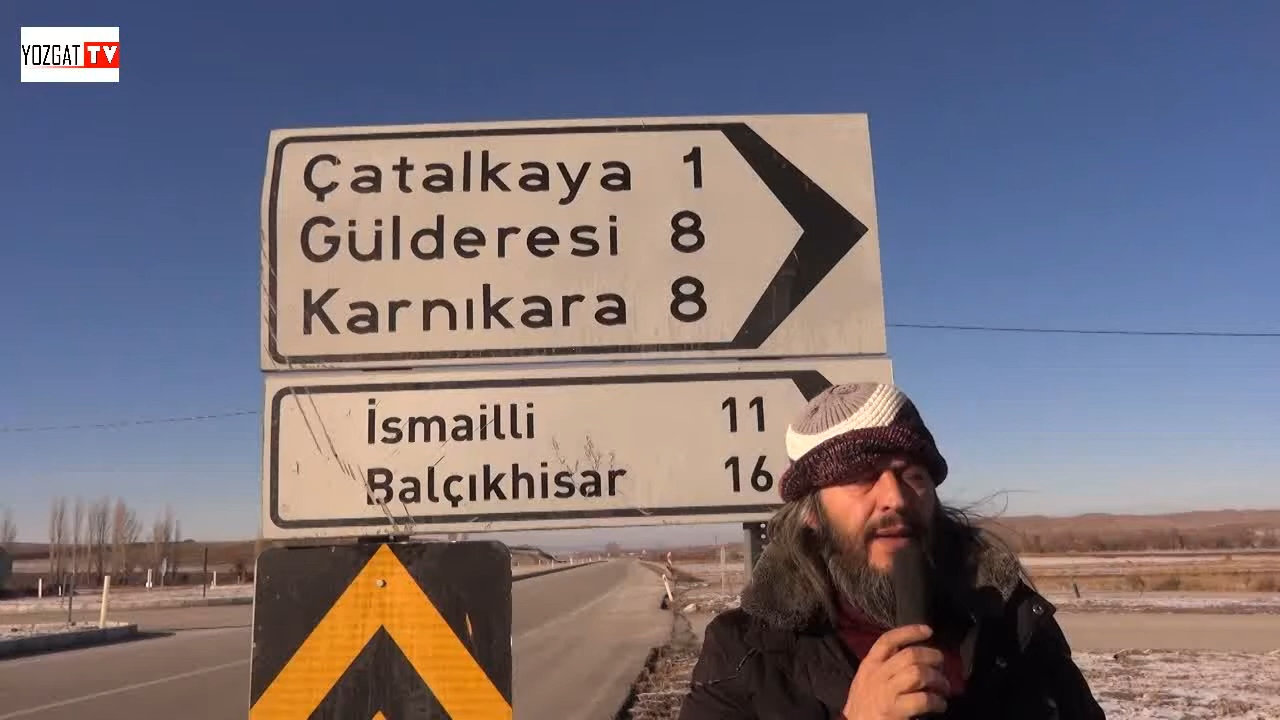 YOZGAT TV
Çatalkaya 1
Gülderesi 8
Karnıkara 8
İsmailli 11
Balçıkhisar 16